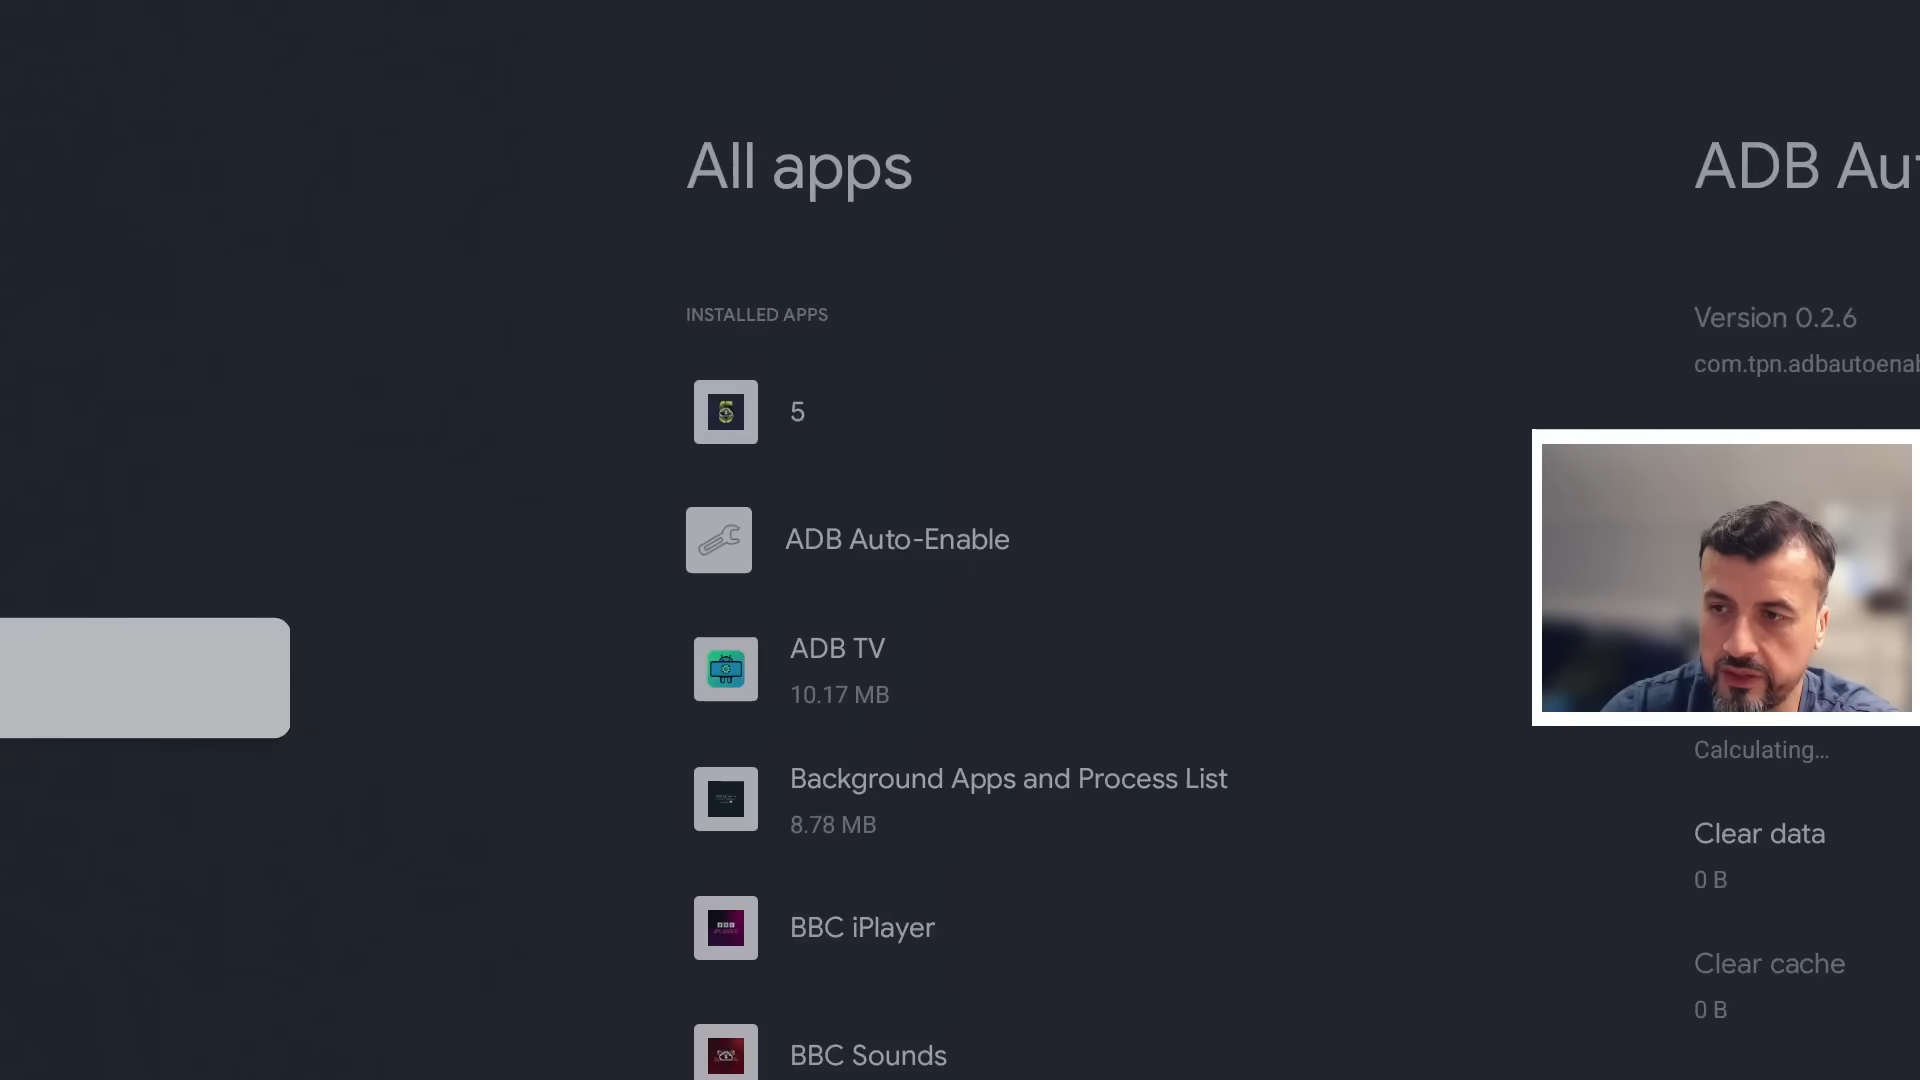 All apps
INSTALLED APPS
5
ADB Auto-Enable
ADB TV
10.17 MB
Background Apps and Process List
8.78 MB
BBC iPlayer
BBC Sounds
ADB Aut
Version 0.2.6
com.tpn.adbautoenab
Calculating...
Clear data
0 B
Clear cache
0 B